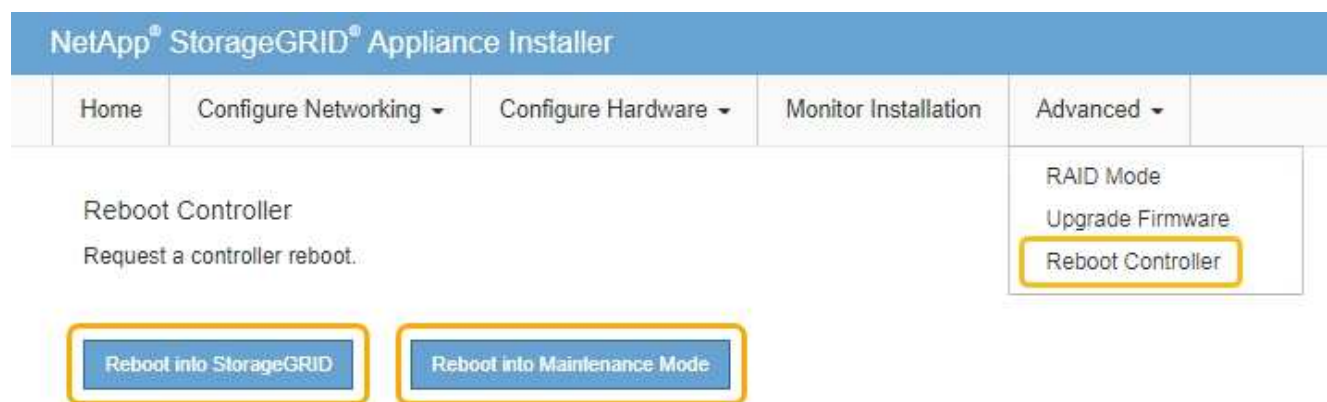 NetApp® StorageGRID® Appliance Installer
Home Configure Networking Configure Hardware Monitor Installation Advanced
RAID Mode
Upgrade Firmware
Reboot Controller
Reboot Controller
Request a controller reboot.
Reboot into StorageGRID Reboot into Maintenance Mode